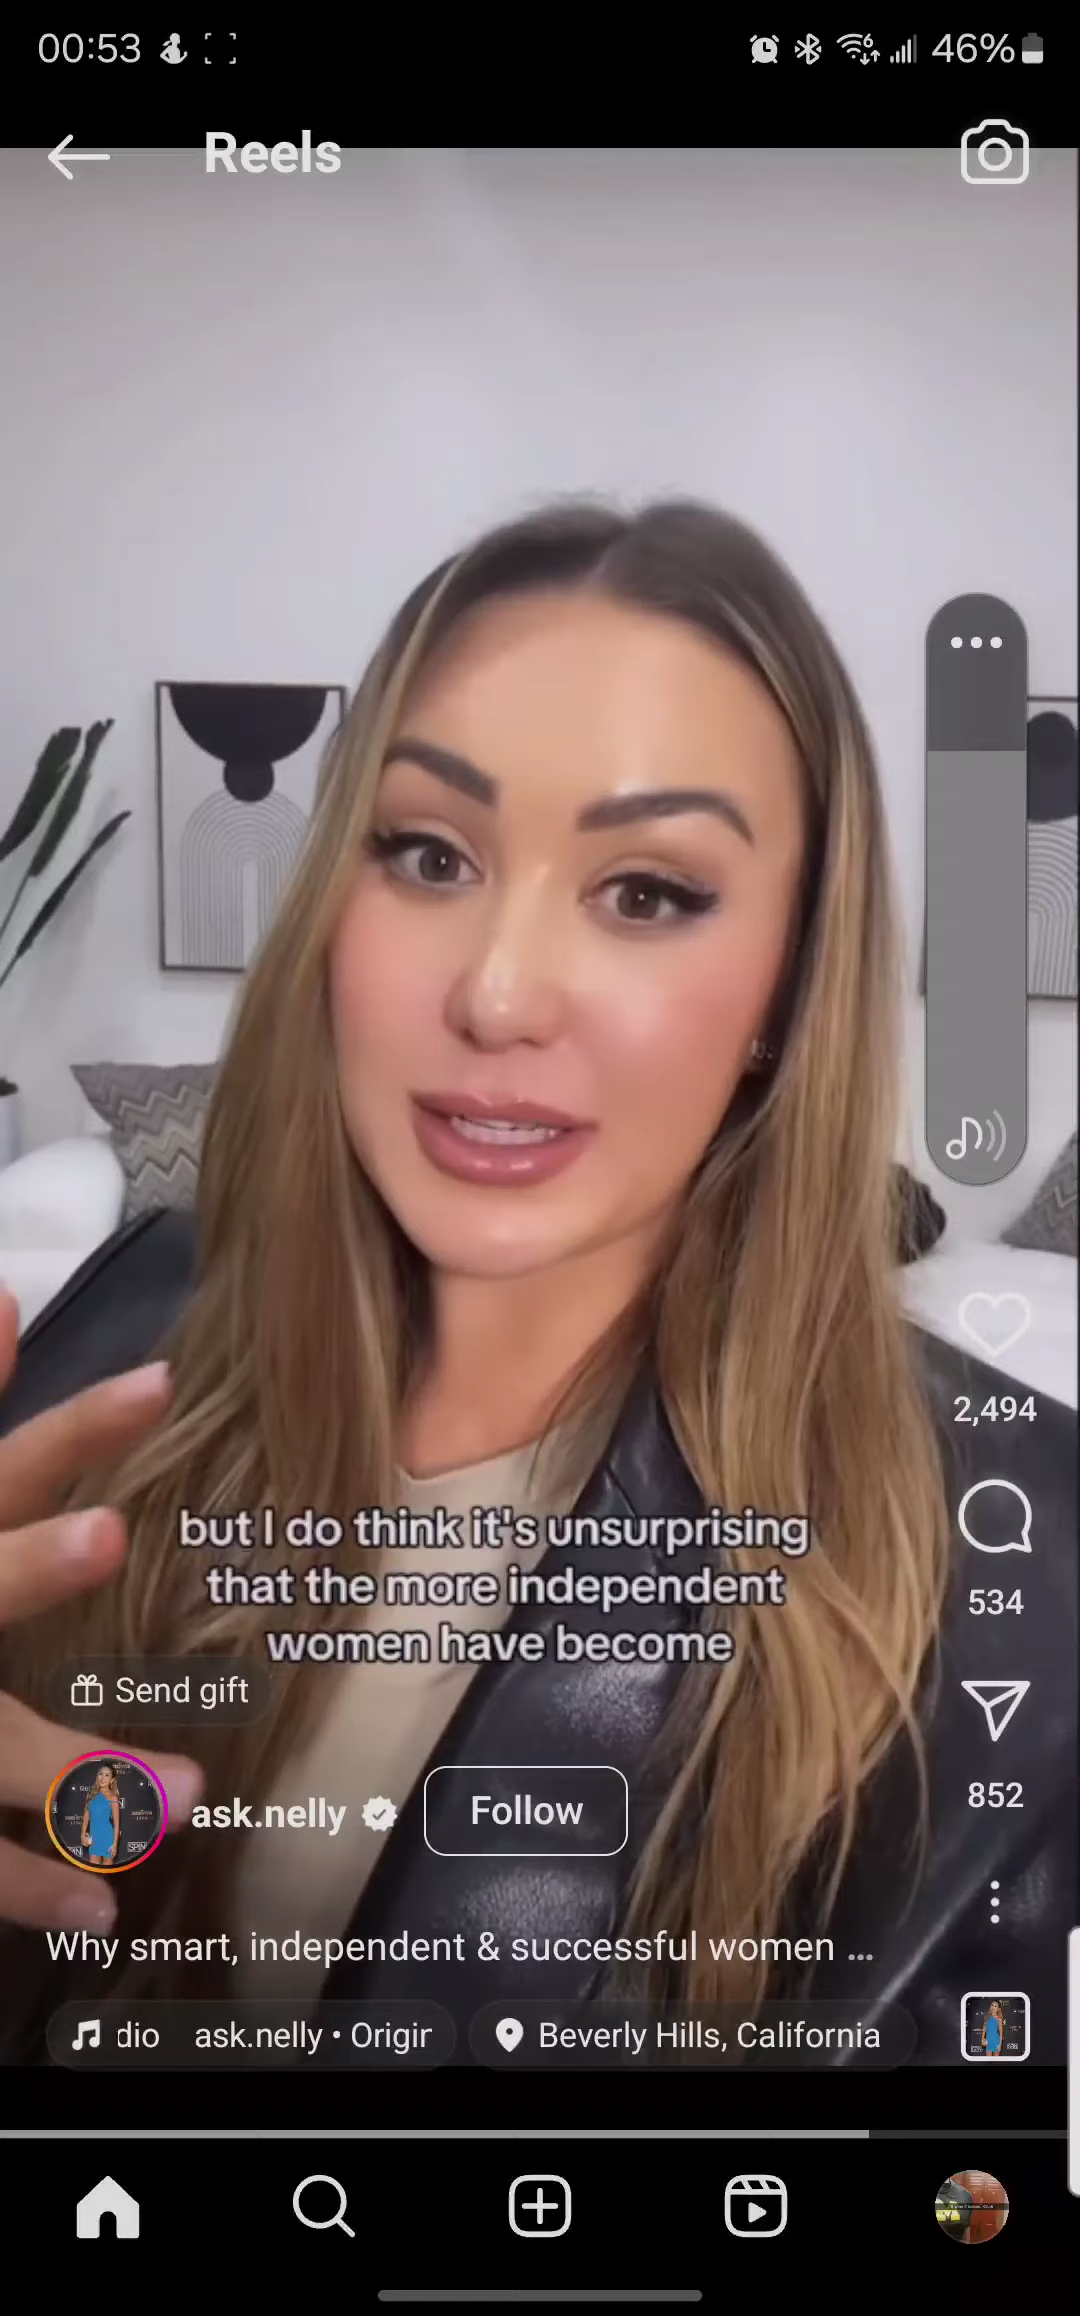 00:53
46%
Reels
but I do think it's unsurprising
that the more independent
women have become
2,494
534
852
Send gift
ask.nelly
Follow
Why smart, independent & successful women ...
dio ask.nelly • Origir
Beverly Hills, California